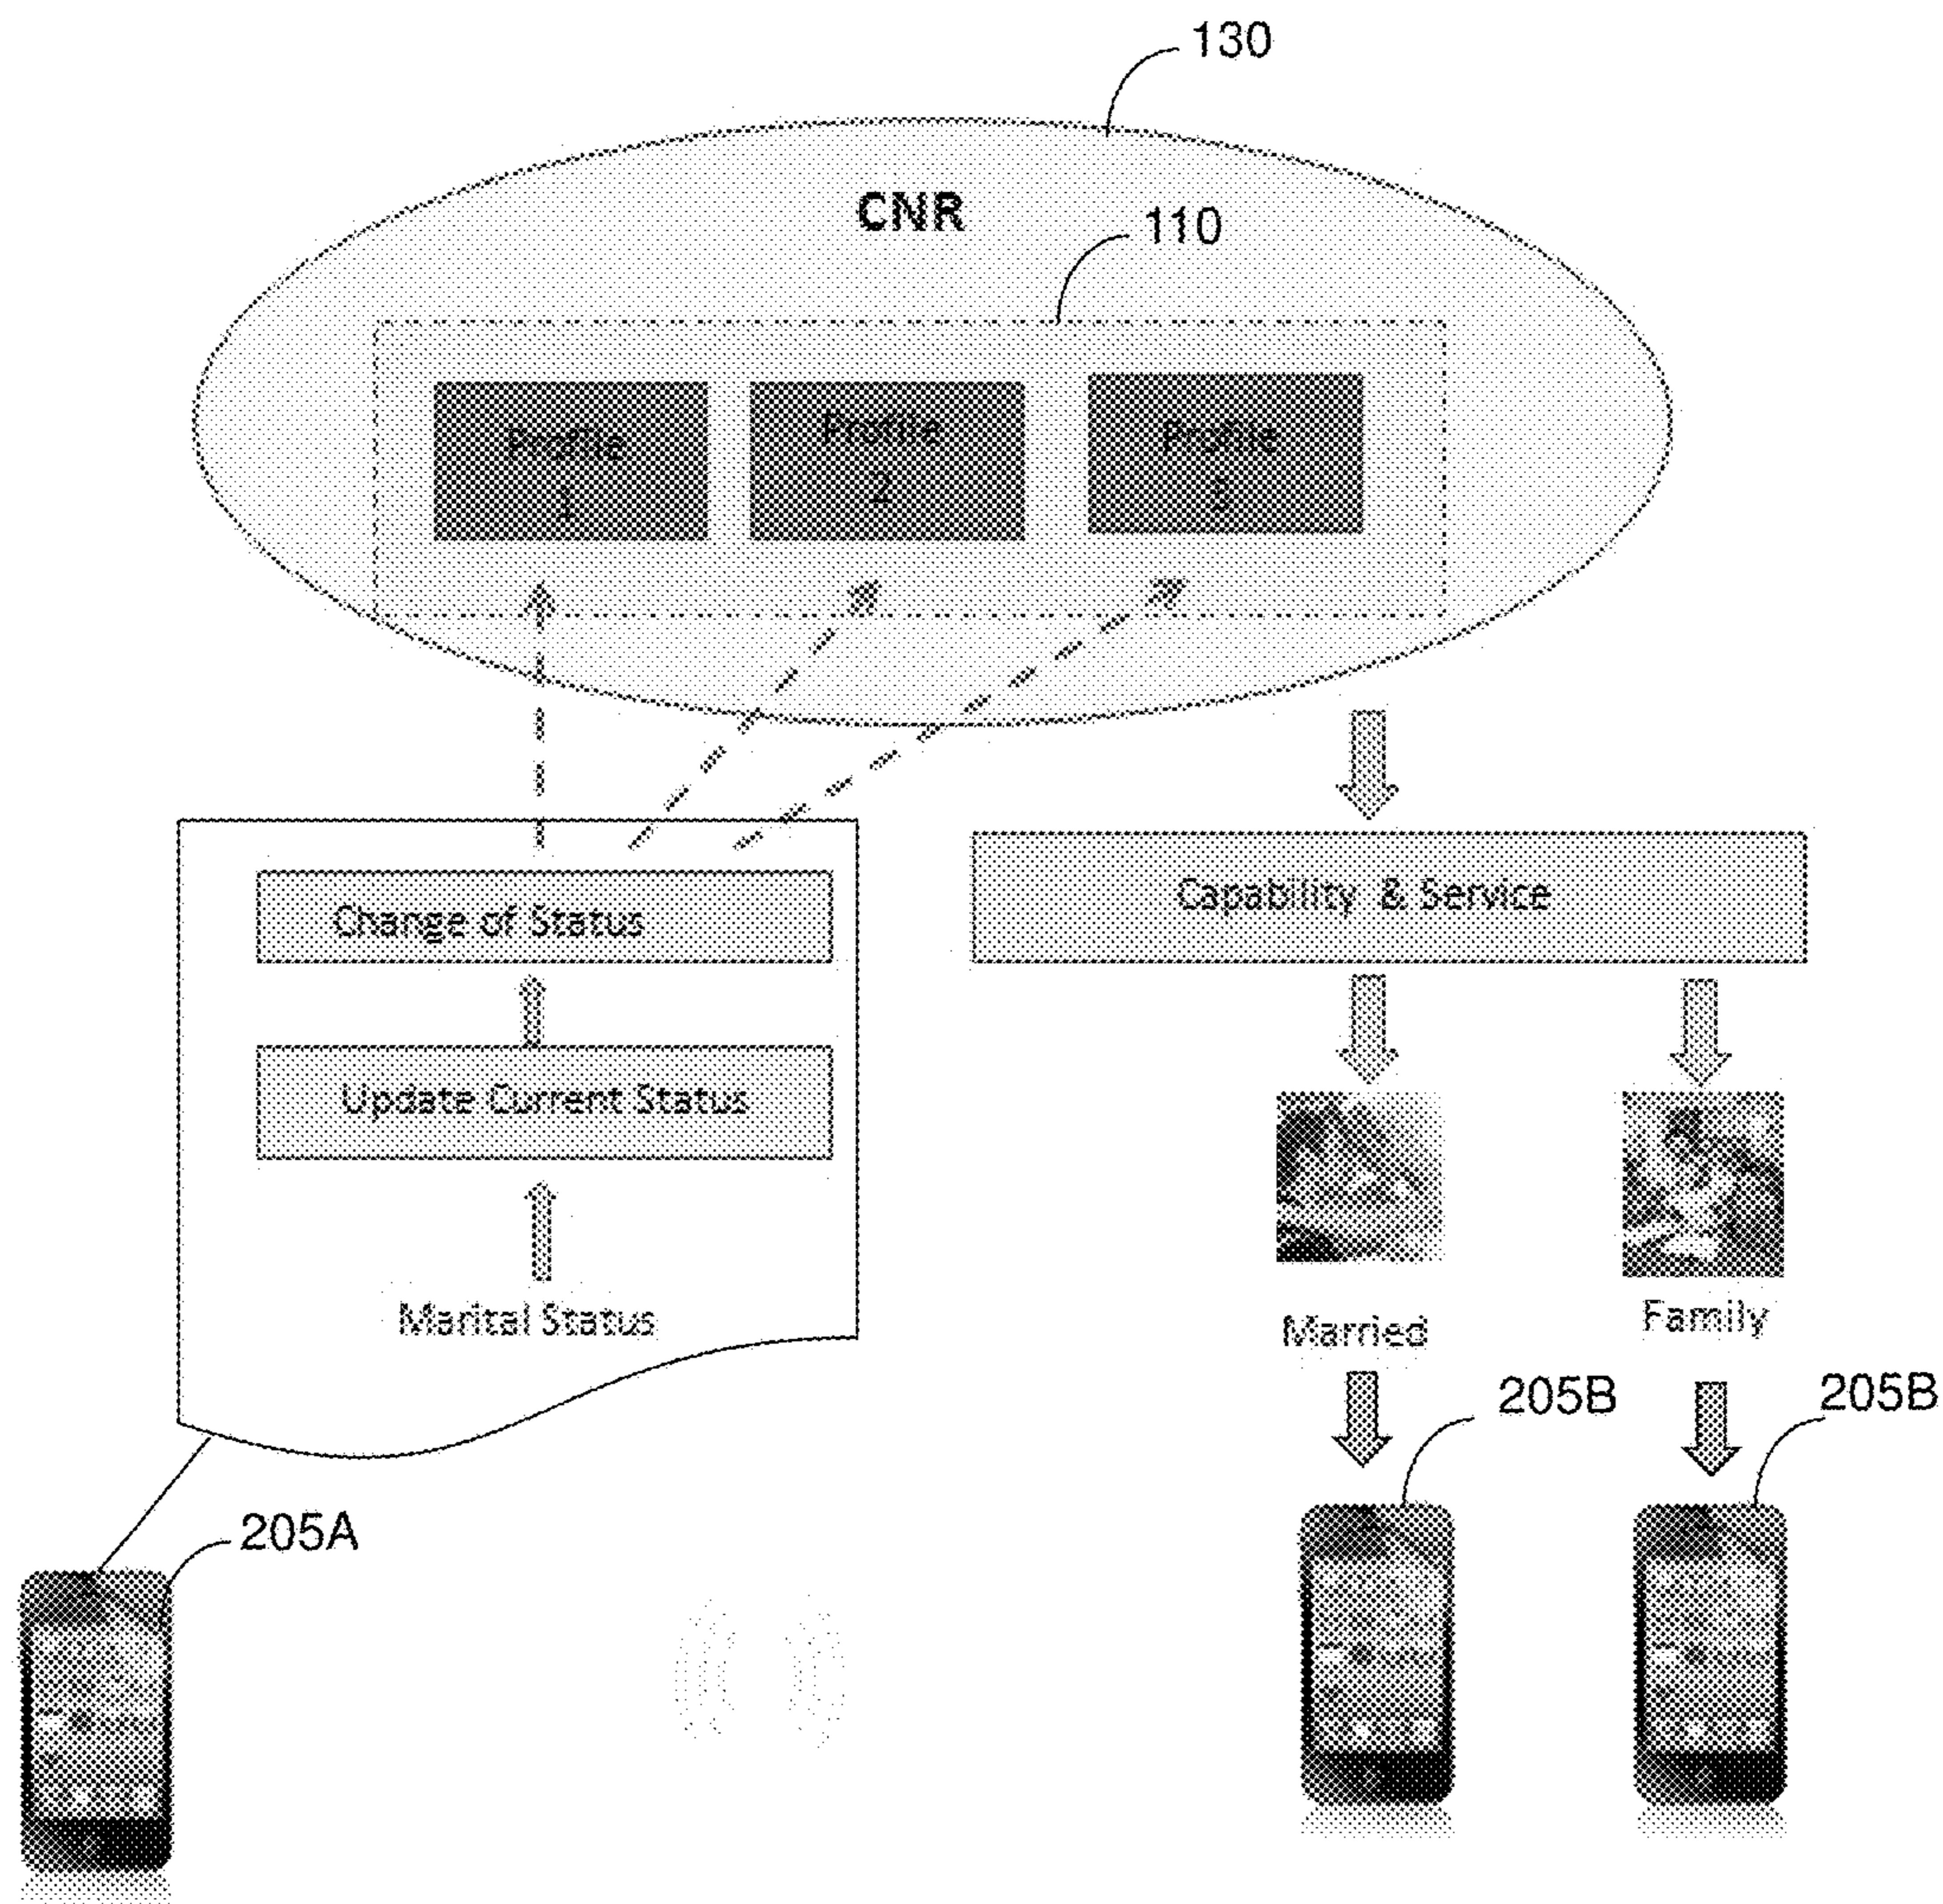 130
CNR
110
Profile
1
Profile
2
Profile
Change of Status
Capability & Service
Update Current Status
Marital Status
Married
Family
205B
205B
205A